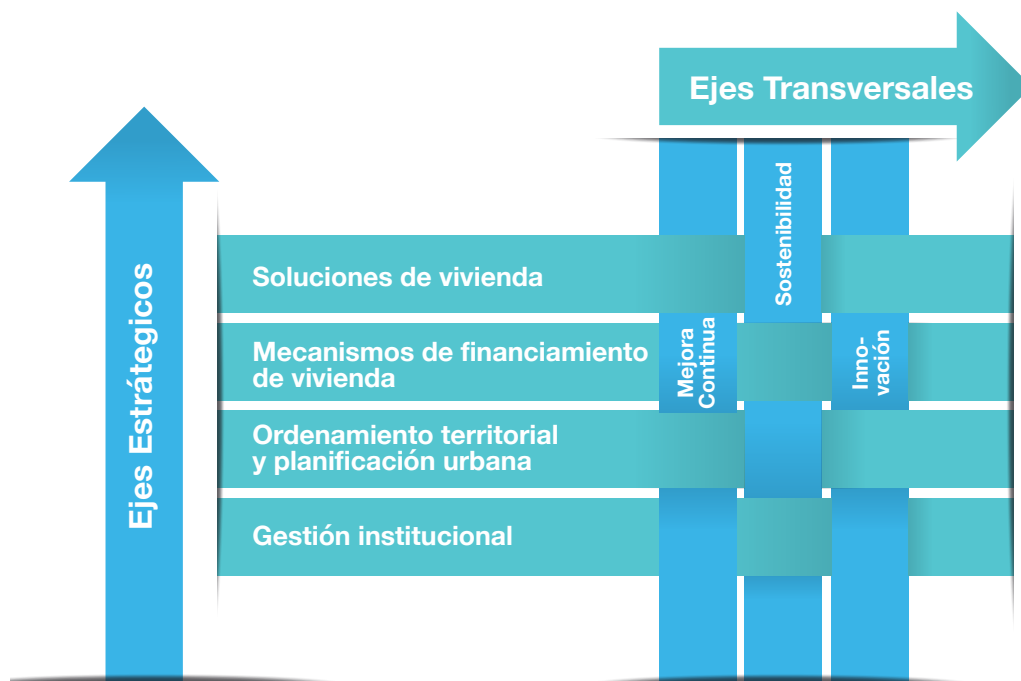 Ejes Transversales
Ejes Estrátegicos
Sostenibilidad
Soluciones de vivienda
Mecanismos de financiamiento
de vivienda
Mejora
Continua
Inno-
vación
Ordenamiento territorial
y planificación urbana
Gestión institucional